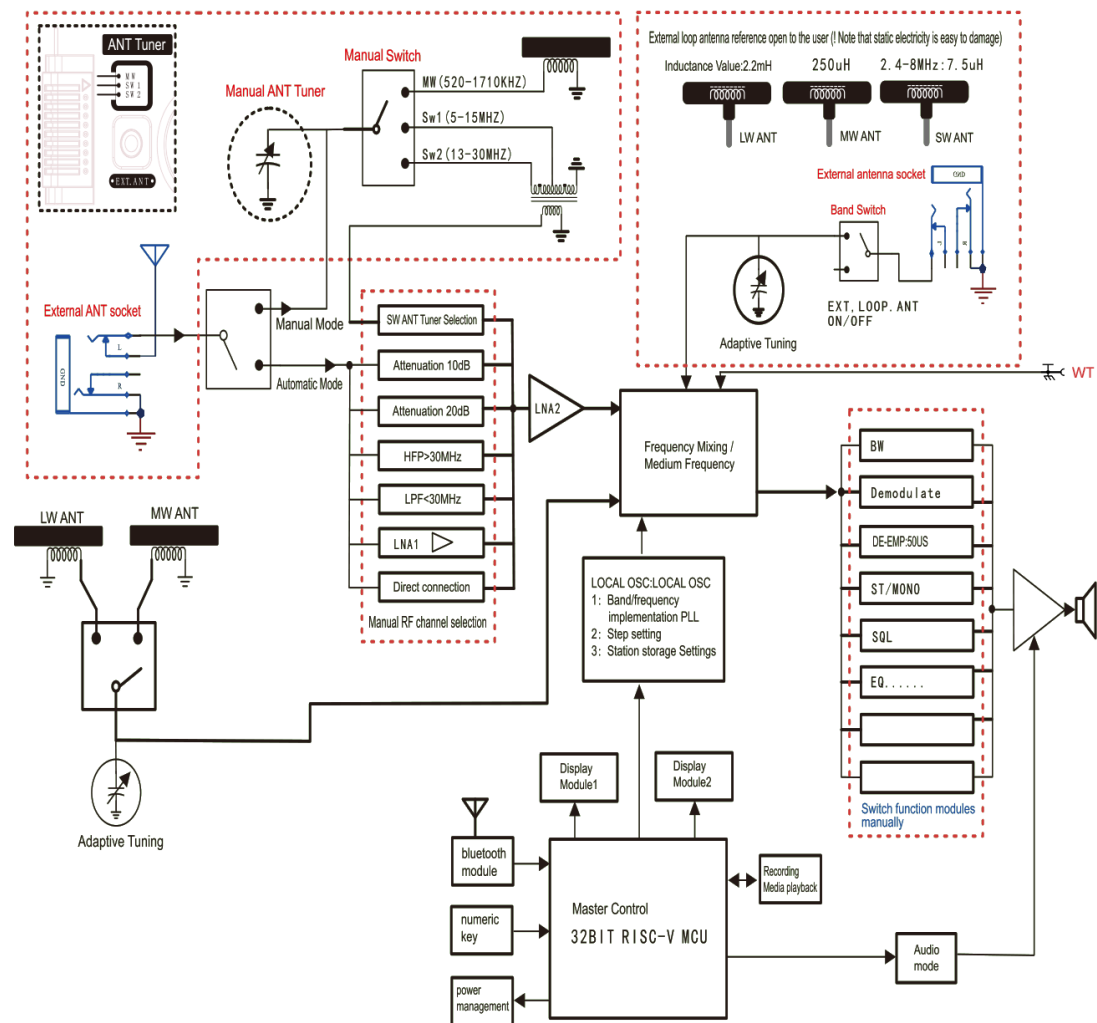 ANT Tuner
MW
SW1
SW2
•EXT.ANT•
Manual Switch
Manual ANT Tuner
MW(520-1710KHZ)
Sw1(5-15MHZ)
Sw2(13-30MHZ)
External loop antenna reference open to the user (! Note that static electricity is easy to damage)
Inductance Value:2.2mH
250uH
2.4-8MHz:7.5uH
LW ANT
MW ANT
SW ANT
External antenna socket
GND
Band Switch
L
R
EXT,LOOP.ANT
ON/OFF
Adaptive Tuning
External ANT socket
L
GND
R
Manual Mode
Automatic Mode
SW ANT Tuner Selection
Attenuation 10dB
Attenuation 20dB
HFP>30MHz
LPF<30MHz
LNA1
Direct connection
Manual RF channel selection
LNA2
Frequency Mixing /
Medium Frequency
WT
BW
Demodulate
DE-EMP:50US
ST/MONO
SQL
EQ......
Switch function modules
manually
LW ANT
MW ANT
Adaptive Tuning
LOCAL OSC:LOCAL OSC
1: Band/frequency
implementation PLL
2: Step setting
3: Station storage Settings
Display
Module1
Display
Module2
bluetooth
module
numeric
key
power
management
Master Control
32BIT RISC-V MCU
Recording
Media playback
Audio
mode